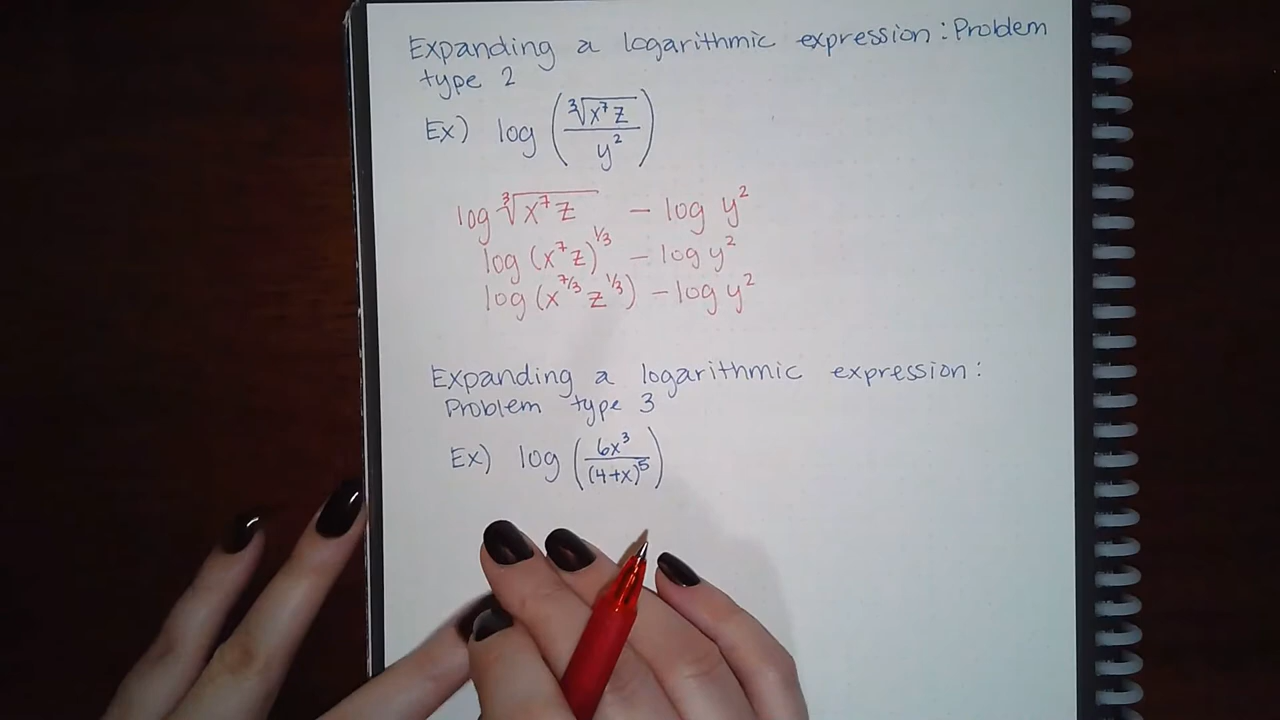 Expanding a logarithmic expression: Problem
type 2
Ex) log (∛(x⁷z) / y²)
log ∛(x⁷z) − log y²
log (x⁷z)^1/3 − log y²
log (x^7/3 z^1/3) − log y²
Expanding a logarithmic expression:
Problem type 3
Ex) log (6x³ / (4+x)⁵)